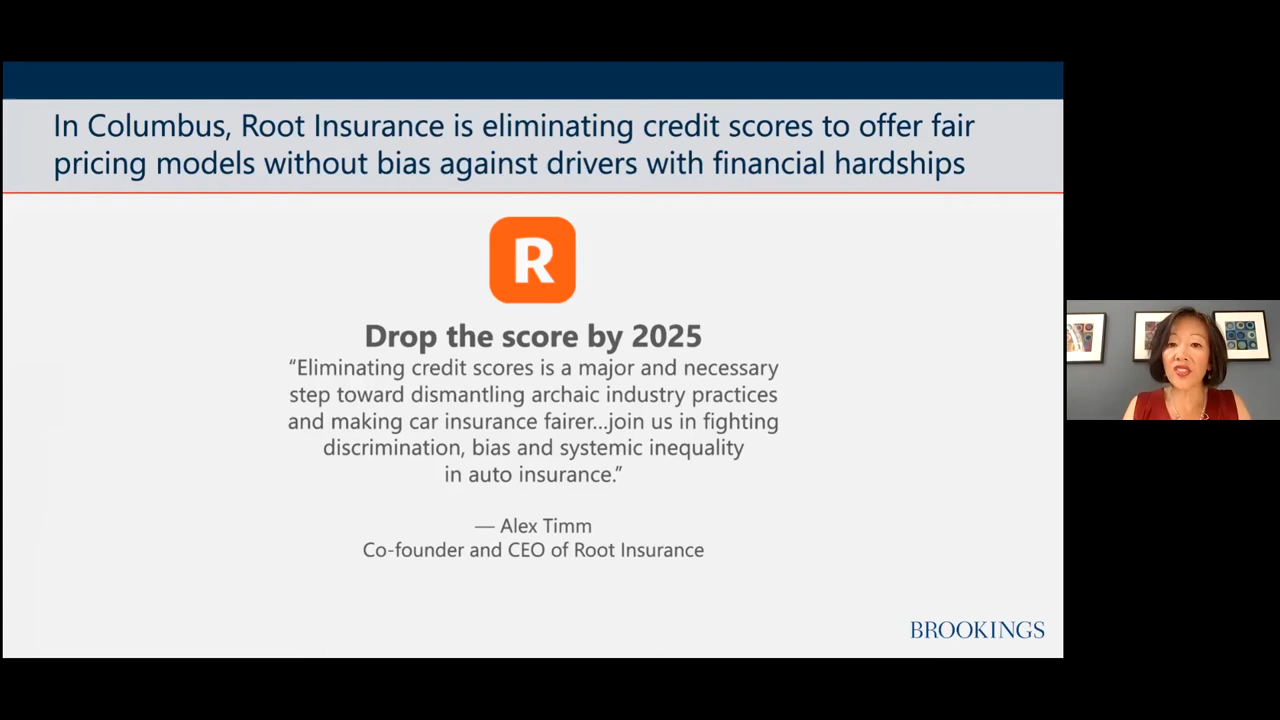 In Columbus, Root Insurance is eliminating credit scores to offer fair
pricing models without bias against drivers with financial hardships
R
Drop the score by 2025
“Eliminating credit scores is a major and necessary
step toward dismantling archaic industry practices
and making car insurance fairer...join us in fighting
discrimination, bias and systemic inequality
in auto insurance.”
— Alex Timm
Co-founder and CEO of Root Insurance
BROOKINGS